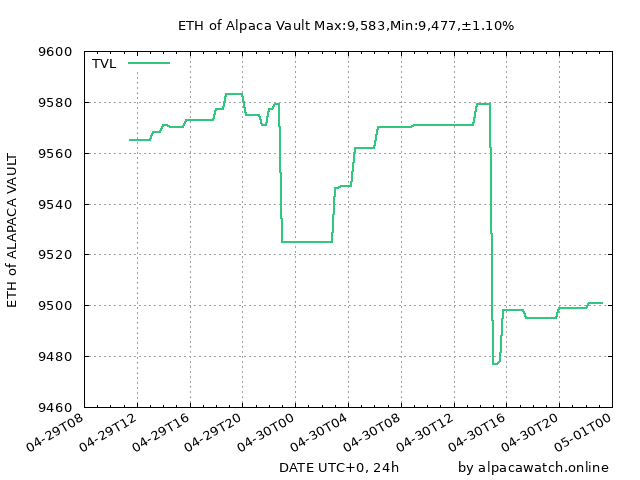 ETH of Alpaca Vault Max:9,583,Min:9,477,±1.10%
TVL
ETH of ALAPACA VAULT
9600
9580
9560
9540
9520
9500
9480
9460
04-29T08
04-29T12
04-29T16
04-29T20
04-30T00
04-30T04
04-30T08
04-30T12
04-30T16
04-30T20
05-01T00
DATE UTC+0, 24h
by alpacawatch.online